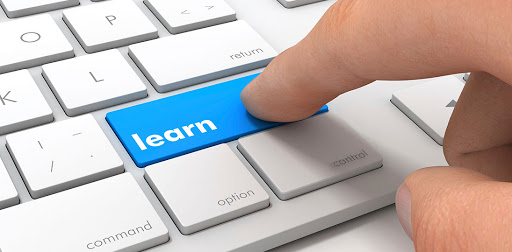 O
P
return
K
learn
control
option
command